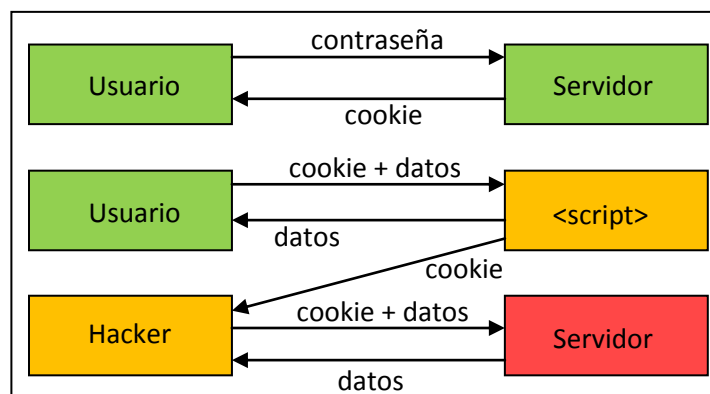 contraseña
Usuario
Servidor
cookie
cookie + datos
Usuario
<script>
datos
cookie
cookie + datos
Hacker
Servidor
datos